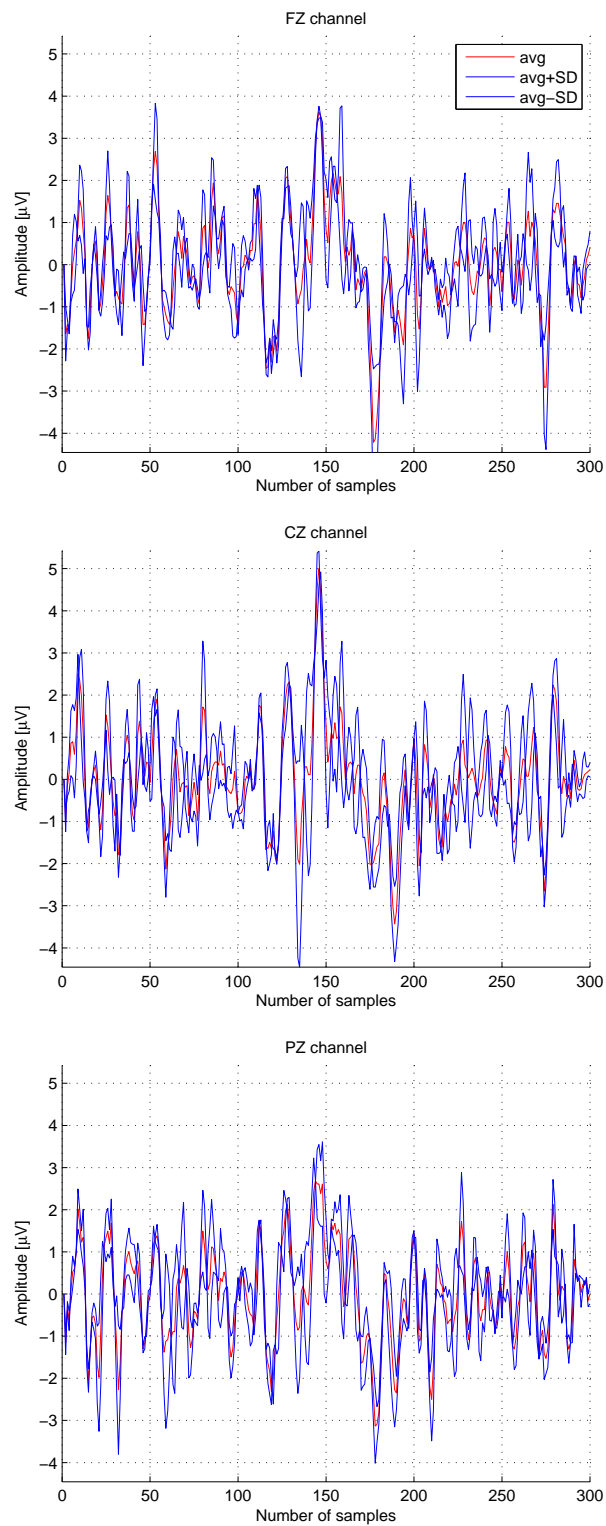 FZ channel
5
4
3
2
1
0
−1
−2
−3
−4
Amplitude [µV]
avg
avg+SD
avg−SD
0 50 100 150 200 250 300
Number of samples
CZ channel
5
4
3
2
1
0
−1
−2
−3
−4
Amplitude [µV]
0 50 100 150 200 250 300
Number of samples
PZ channel
5
4
3
2
1
0
−1
−2
−3
−4
Amplitude [µV]
0 50 100 150 200 250 300
Number of samples